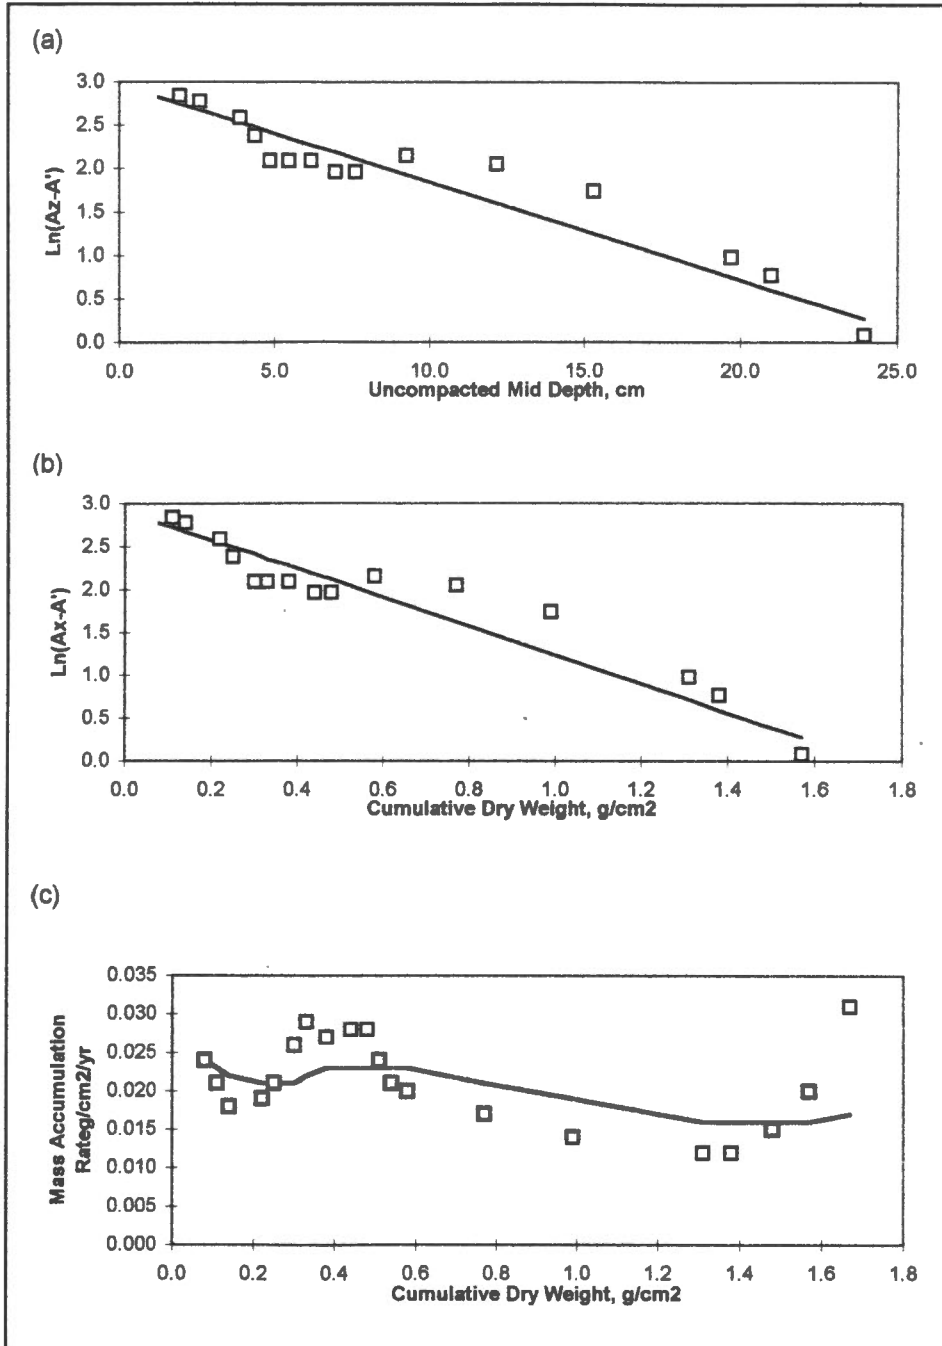 (a)
3.0
2.5
2.0
1.5
1.0
0.5
0.0
Ln(Az-A')
0.0 5.0 10.0 15.0 20.0 25.0
Uncompacted Mid Depth, cm
(b)
3.0
2.5
2.0
1.5
1.0
0.5
0.0
Ln(Ax-A')
0.0 0.2 0.4 0.6 0.8 1.0 1.2 1.4 1.6 1.8
Cumulative Dry Weight, g/cm2
(c)
0.035
0.030
0.025
0.020
0.015
0.010
0.005
0.000
Mass Accumulation
Rateg/cm2/yr
0.0 0.2 0.4 0.6 0.8 1.0 1.2 1.4 1.6 1.8
Cumulative Dry Weight, g/cm2